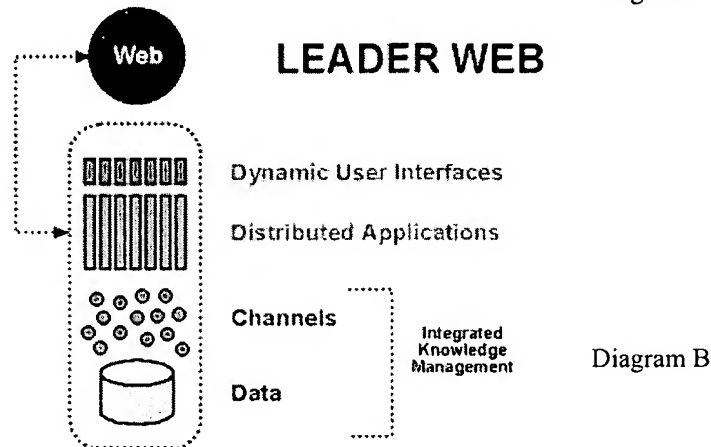 Web
LEADER WEB
Dynamic User Interfaces
Distributed Applications
Channels
Integrated
Knowledge
Management
Diagram B
Data